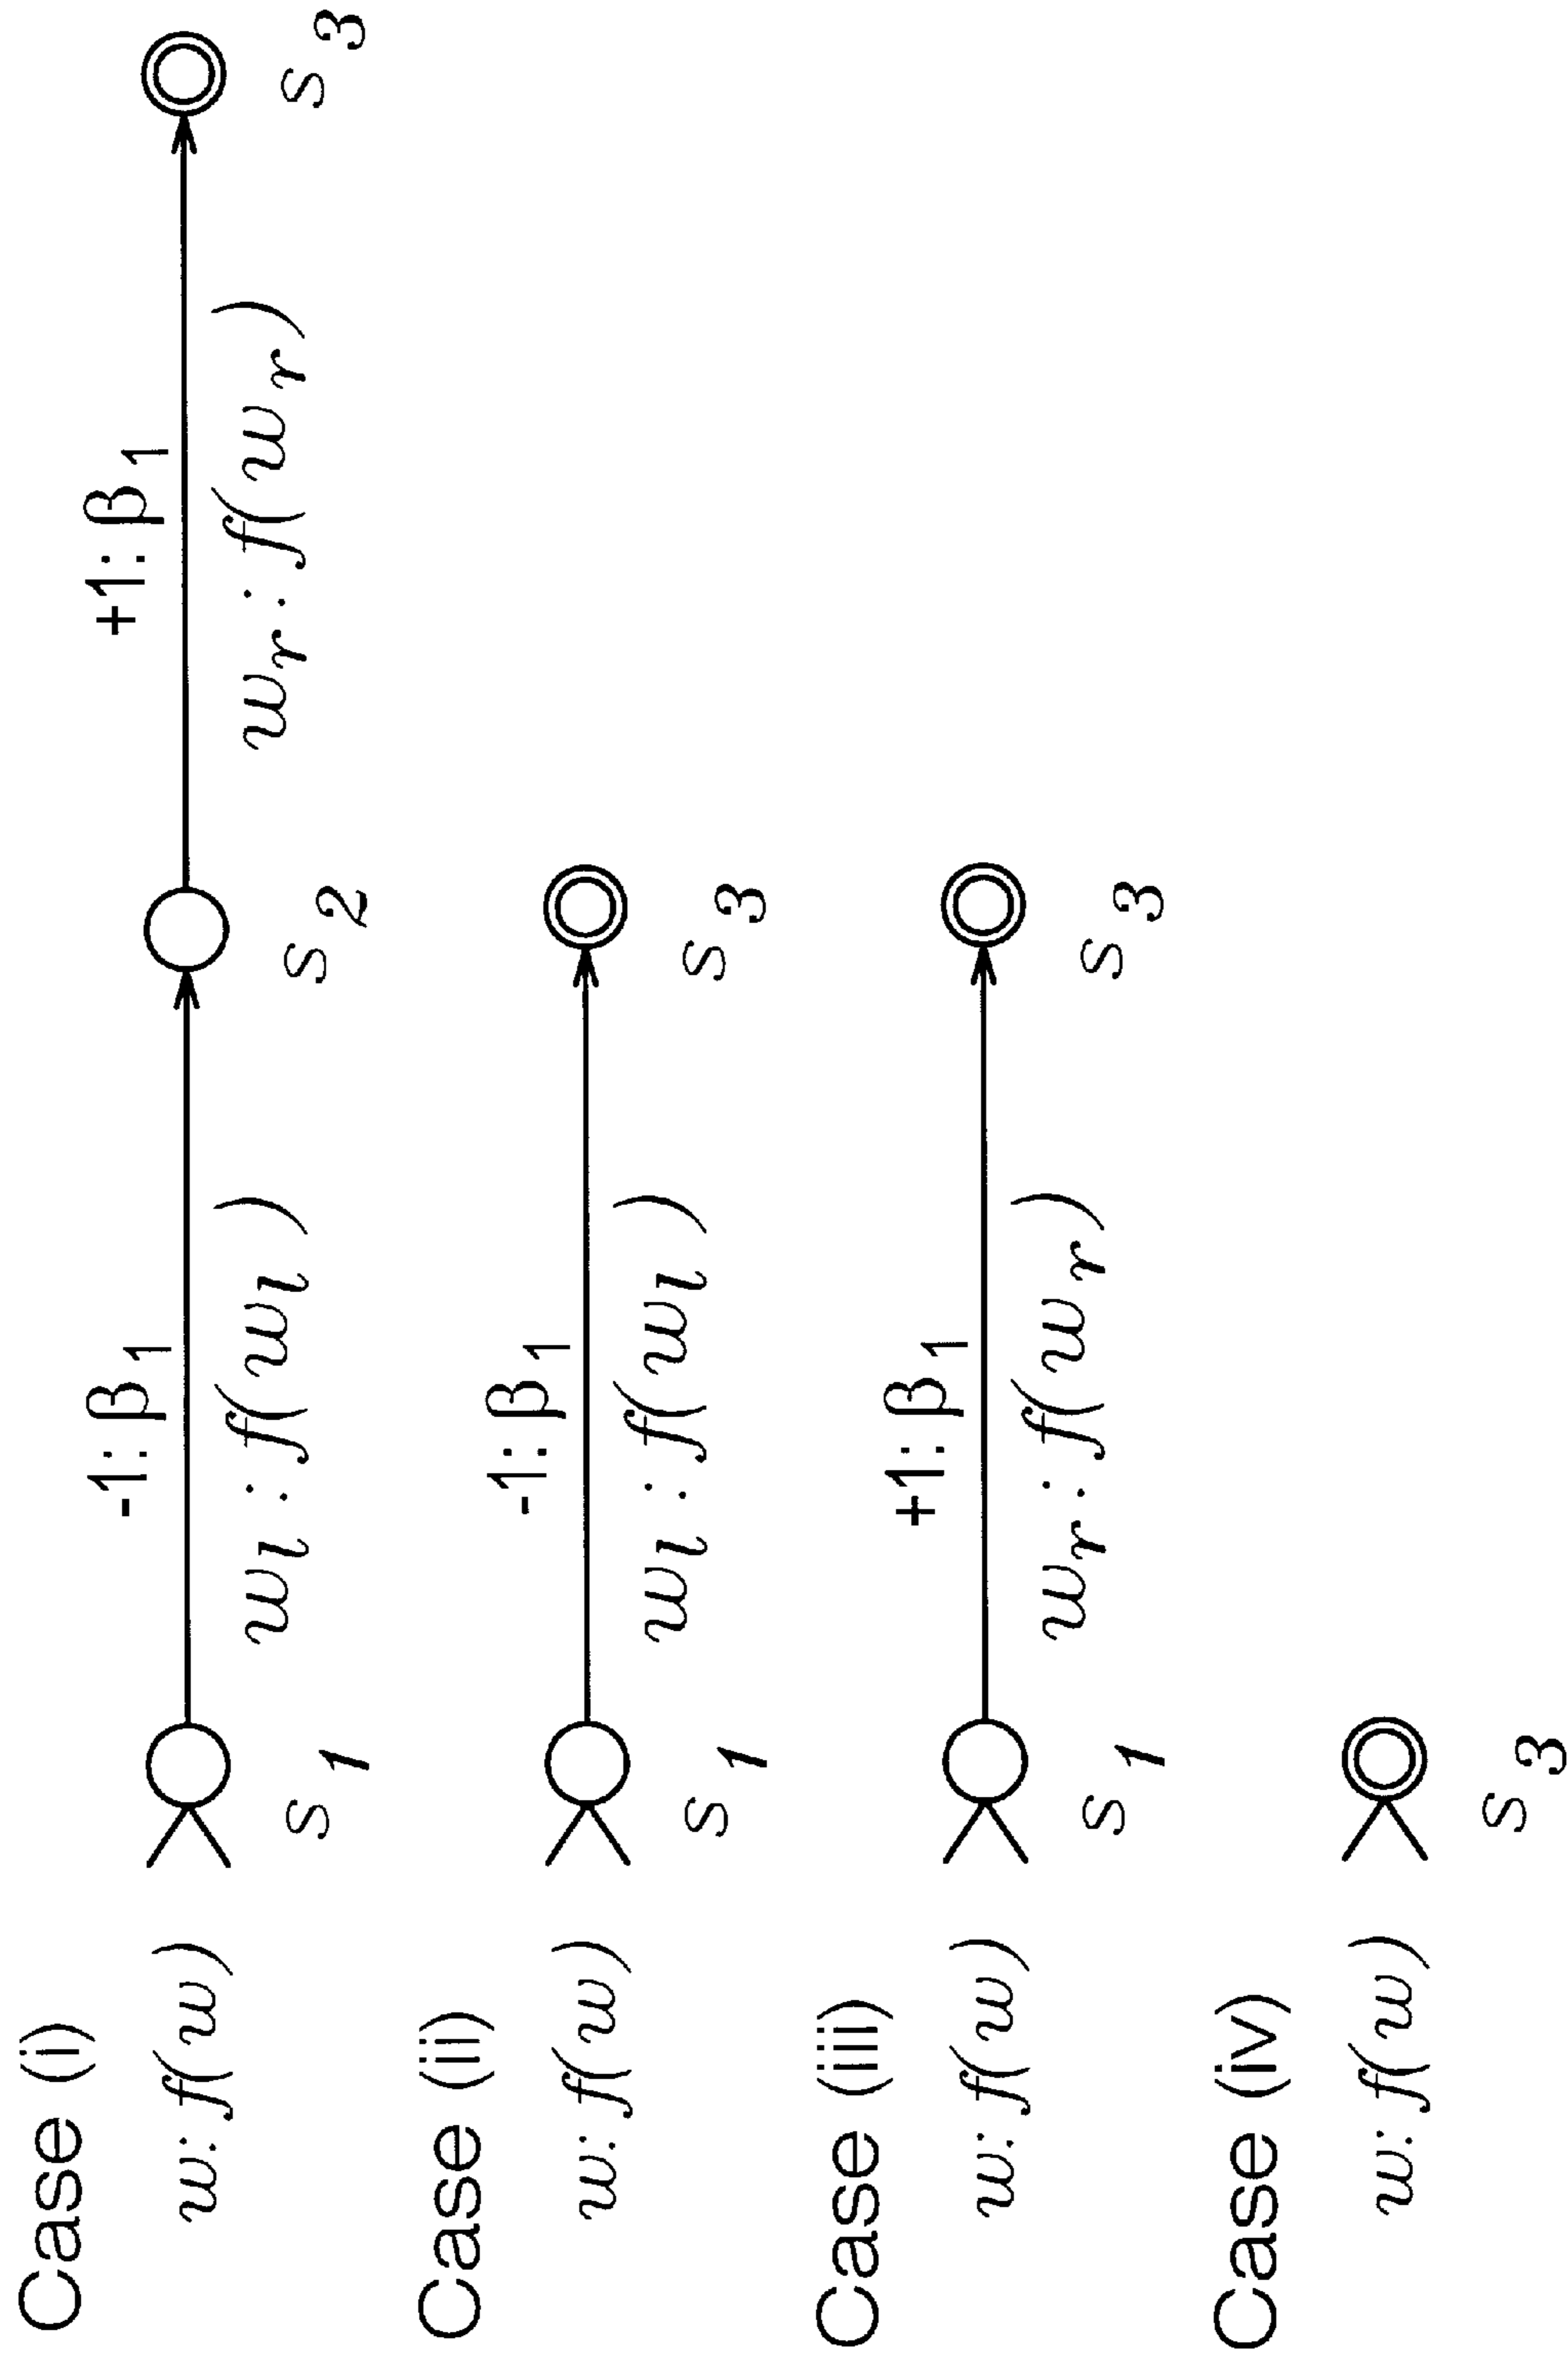 Case (i)
-1: β1 +1: β1
w: f(w) wl : f(wl ) wr : f(wr )
s1 s2 s3
Case (ii)
-1: β1
w: f(w) wl : f(wl )
s1 s3
Case (iii)
+1: β1
w: f(w) wr : f(wr )
s1 s3
Case (iv)
w: f(w)
s3